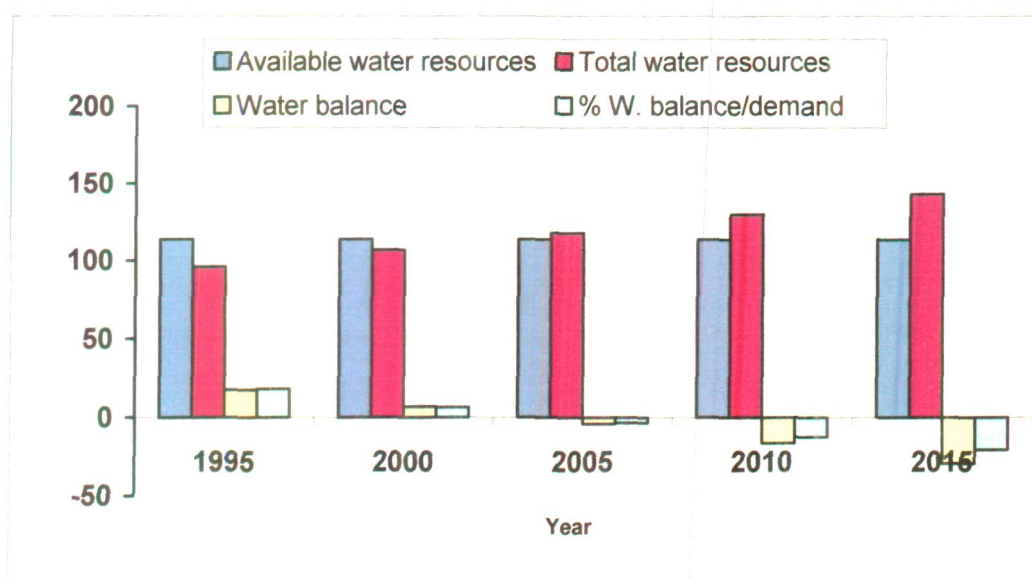 Available water resources Total water resources
Water balance % W. balance/demand
200
150
100
50
0
-50
1995 2000 2005 2010 2015
Year